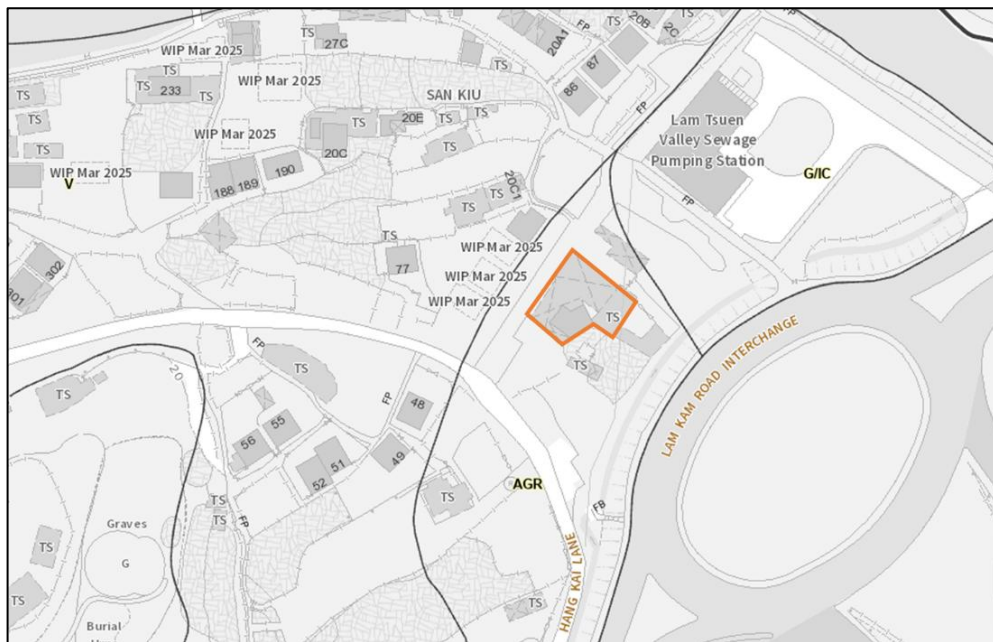 TS
27C
FP
20A1
20B
2C
WIP Mar 2025
TS
TS
233
TS
WIP Mar 2025
87
86
TS
SAN KIU
20E
TS
TS
FP
Lam Tsuen
Valley Sewage
Pumping Station
TS
TS
WIP Mar 2025
20C
TS
TS
WIP Mar 2025
V
188
189
190
G/IC
20C1
TS
TS
FP
TS
302
301
77
WIP Mar 2025
WIP Mar 2025
WIP Mar 2025
TS
LAM KAM ROAD INTERCHANGE
FP
20
TS
TS
TS
FP
48
55
56
51
52
49
TS
AGR
TS
TS
FP
FB
Graves
G
TS
HANG KAI LANE
TS
TS
Burial